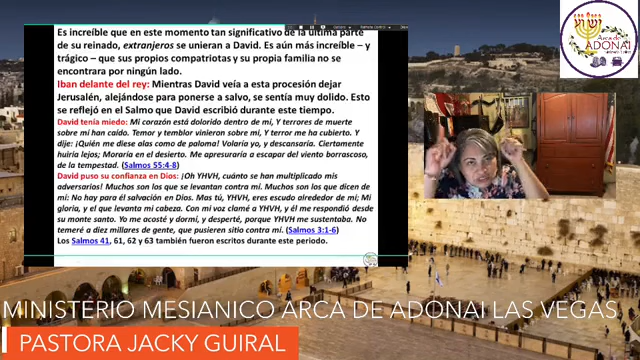 Es increíble que en este momento tan significativo de la última parte
de su reinado, extranjeros se unieran a David. Es aún más increíble – y
trágico – que sus propios compatriotas y su propia familia no se
encontrara por ningún lado.
Iban delante del rey: Mientras David veía a esta procesión dejar
Jerusalén, alejándose para ponerse a salvo, se sentía muy dolido. Esto
se reflejó en el Salmo que David escribió durante este tiempo.
David tenía miedo: Mi corazón está dolorido dentro de mí, Y terrores de muerte
sobre mí han caído. Temor y temblor vinieron sobre mí, Y terror me ha cubierto. Y
dije: ¡Quién me diese alas como de paloma! Volaría yo, y descansaría. Ciertamente
huiría lejos; Moraría en el desierto. Me apresuraría a escapar del viento borrascoso,
de la tempestad. (Salmos 55:4-8)
David puso su confianza en Dios: ¡Oh YHVH, cuánto se han multiplicado mis
adversarios! Muchos son los que se levantan contra mí. Muchos son los que dicen de
mí: No hay para él salvación en Dios. Mas tú, YHVH, eres escudo alrededor de mí; Mi
gloria, y el que levanta mi cabeza. Con mi voz clamé a YHVH, y él me respondió desde
su monte santo. Yo me acosté y dormí, y desperté, porque YHVH me sustentaba. No
temeré a diez millares de gente, que pusieren sitio contra mí. (Salmos 3:1-6)
Los Salmos 41, 61, 62 y 63 también fueron escritos durante este periodo.
Arca de
ADONAI
MINISTERIO MESIANICO ARCA DE ADONAI LAS VEGAS
PASTORA JACKY GUIRAL